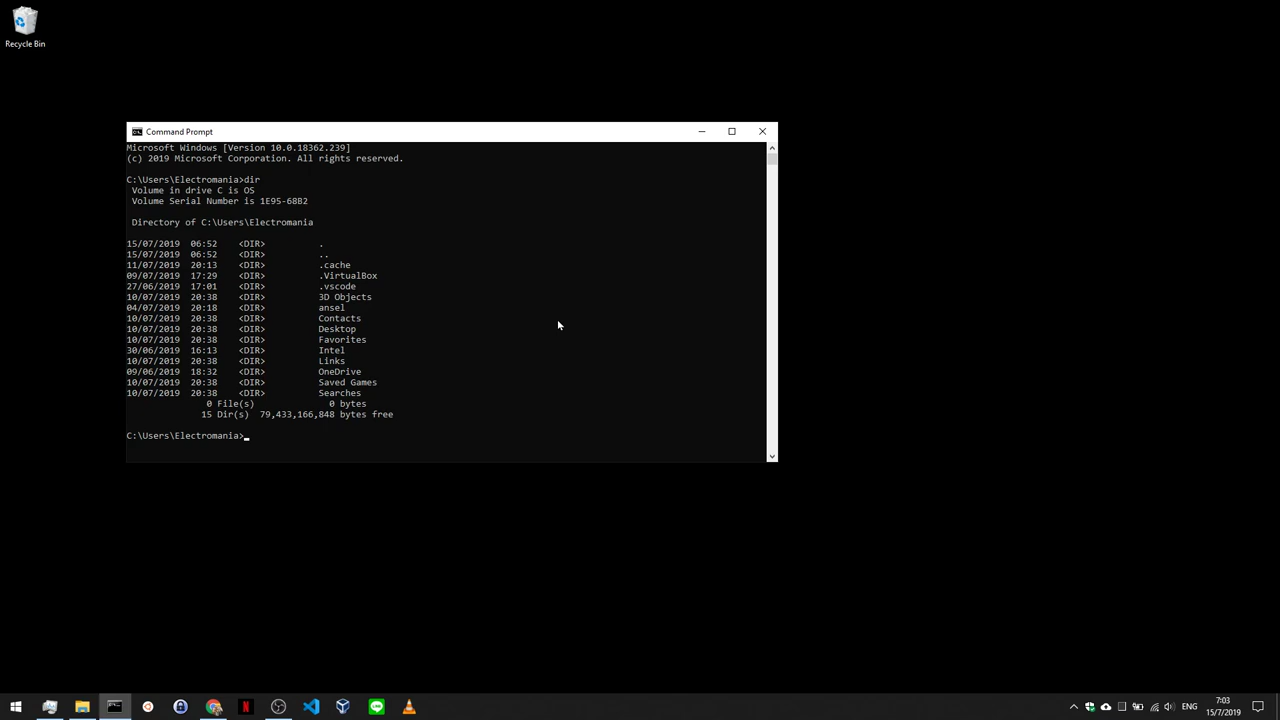 Recycle Bin
Command Prompt
Microsoft Windows [Version 10.0.18362.239]
(c) 2019 Microsoft Corporation. All rights reserved.
C:\Users\Electromania>dir
Volume in drive C is OS
Volume Serial Number is 1E95-68B2
Directory of C:\Users\Electromania
15/07/2019  06:52    <DIR>          .
15/07/2019  06:52    <DIR>          ..
11/07/2019  20:13    <DIR>          .cache
09/07/2019  17:29    <DIR>          .VirtualBox
27/06/2019  17:01    <DIR>          .vscode
10/07/2019  20:38    <DIR>          3D Objects
04/07/2019  20:18    <DIR>          ansel
10/07/2019  20:38    <DIR>          Contacts
10/07/2019  20:38    <DIR>          Desktop
10/07/2019  20:38    <DIR>          Favorites
30/06/2019  16:13    <DIR>          Intel
10/07/2019  20:38    <DIR>          Links
09/06/2019  18:32    <DIR>          OneDrive
10/07/2019  20:38    <DIR>          Saved Games
10/07/2019  20:38    <DIR>          Searches
0 File(s)              0 bytes
15 Dir(s)  79,433,166,848 bytes free
C:\Users\Electromania>
ENG
7:03
15/7/2019